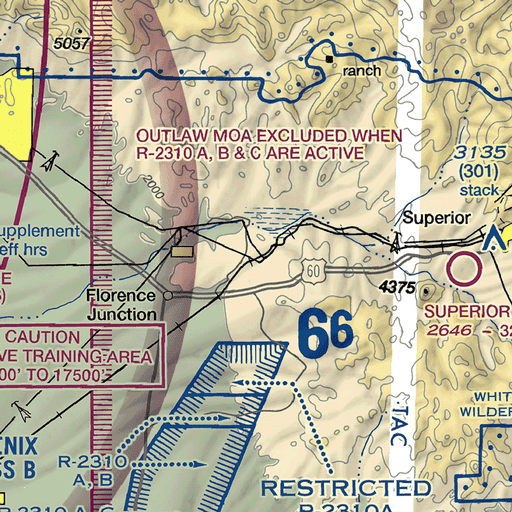 5057
ranch
OUTLAW MOA EXCLUDED WHEN
R-2310 A, B & C ARE ACTIVE
3135
(301)
stack
2000
Superior
upplement
eff hrs
60
4375
Florence
Junction
SUPERIOR
2646 - 32
CAUTION
VE TRAINING AREA
00' TO 17500'
66
WHIT
WILDER
TAC
NIX
SS B
R-2310
A, B
RESTRICTED
R-2310A
R-2310 A, C